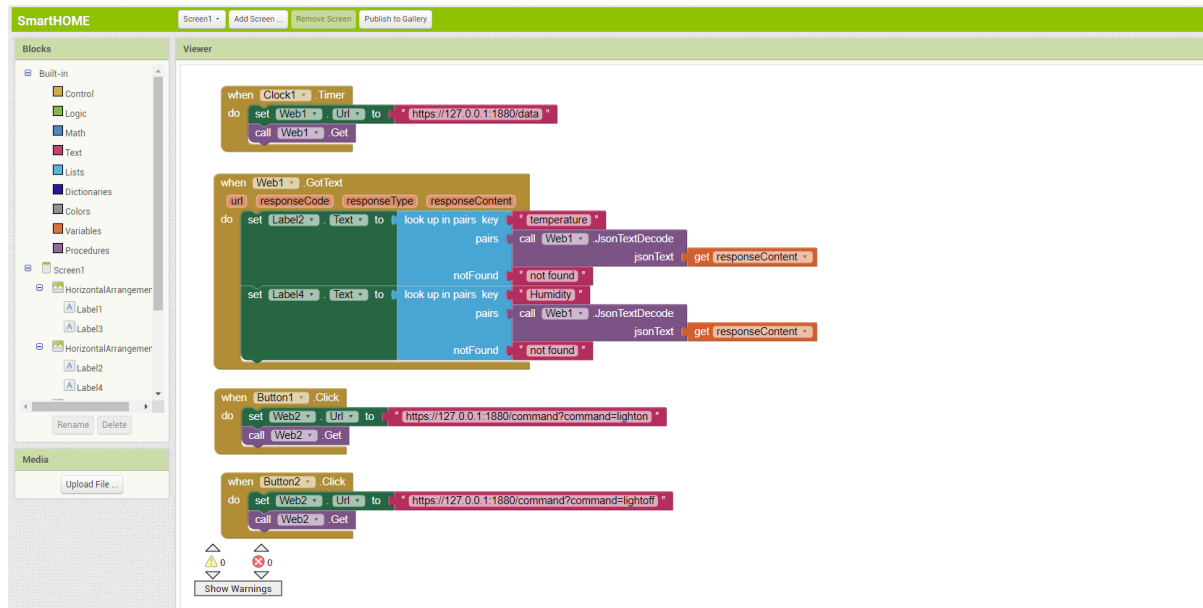 SmartHOME
Screen1 Add Screen ... Remove Screen Publish to Gallery
Blocks
Viewer
Built-in
Control
Logic
Math
Text
Lists
Dictionaries
Colors
Variables
Procedures
Screen1
HorizontalArrangemer
Label1
Label3
HorizontalArrangemer
Label2
Label4
Rename Delete
Media
Upload File ...
when Clock1 .Timer
do set Web1 . Url to " https://127.0.0.1:1880/data "
call Web1 .Get
when Web1 .GotText
url responseCode responseType responseContent
do set Label2 . Text to look up in pairs key " temperature "
pairs call Web1 .JsonTextDecode
jsonText get responseContent
notFound " not found "
set Label4 . Text to look up in pairs key " Humidity "
pairs call Web1 .JsonTextDecode
jsonText get responseContent
notFound " not found "
when Button1 .Click
do set Web2 . Url to " https://127.0.0.1:1880/command?command=lighton "
call Web2 .Get
when Button2 .Click
do set Web2 . Url to " https://127.0.0.1:1880/command?command=lightoff "
call Web2 .Get
0 0
Show Warnings